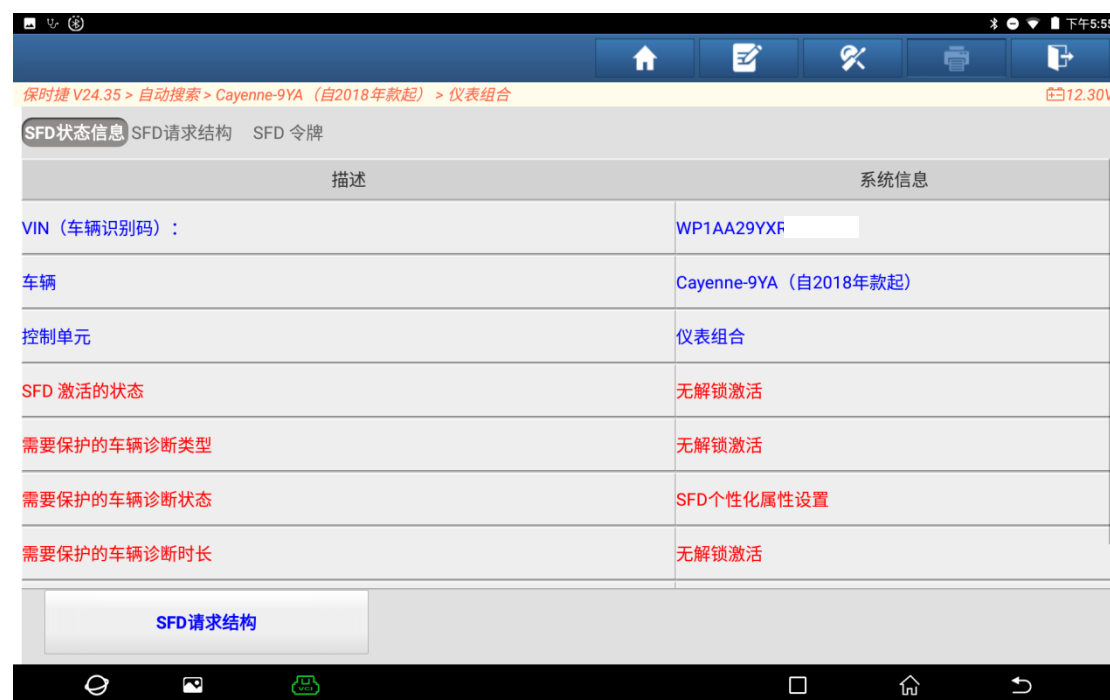 下午5:55
保时捷 V24.35 > 自动搜索 > Cayenne-9YA（自2018年款起） > 仪表组合 12.30V
SFD状态信息 SFD请求结构 SFD 令牌
描述 系统信息
VIN（车辆识别码）： WP1AA29YXR
车辆 Cayenne-9YA（自2018年款起）
控制单元 仪表组合
SFD 激活的状态 无解锁激活
需要保护的车辆诊断类型 无解锁激活
需要保护的车辆诊断状态 SFD个性化属性设置
需要保护的车辆诊断时长 无解锁激活
SFD请求结构
VCI